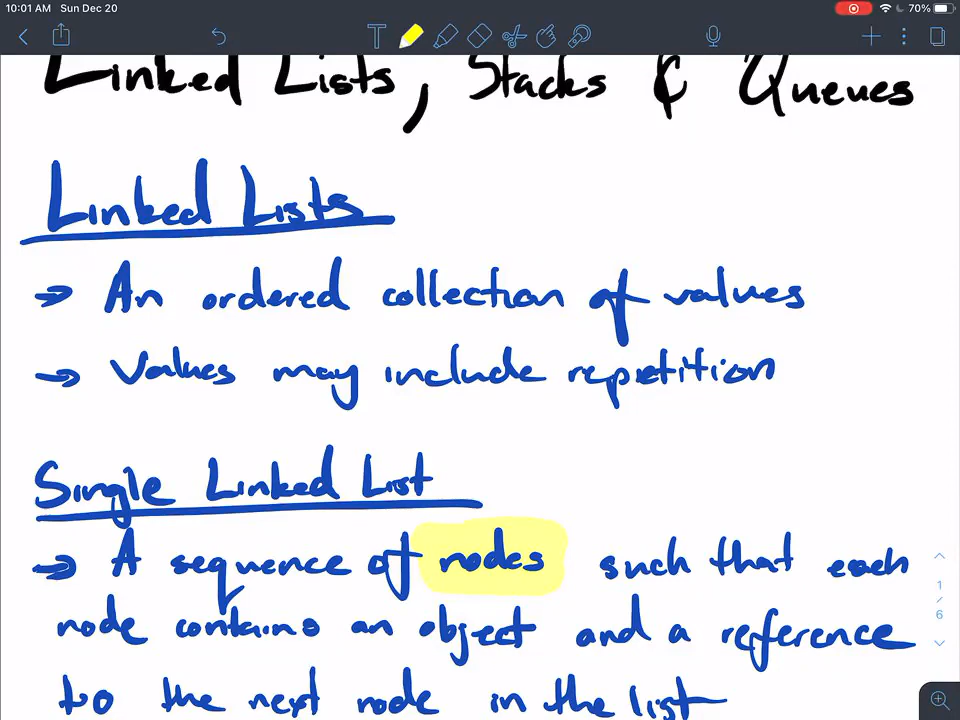 10:01 AM Sun Dec 20
70%
Linked Lists, Stacks & Queues
Linked Lists
→ An ordered collection of values
→ Values may include repetition
Single Linked List
→ A sequence of nodes such that each
node contains an object and a reference
to the next node in the list
1
/
6